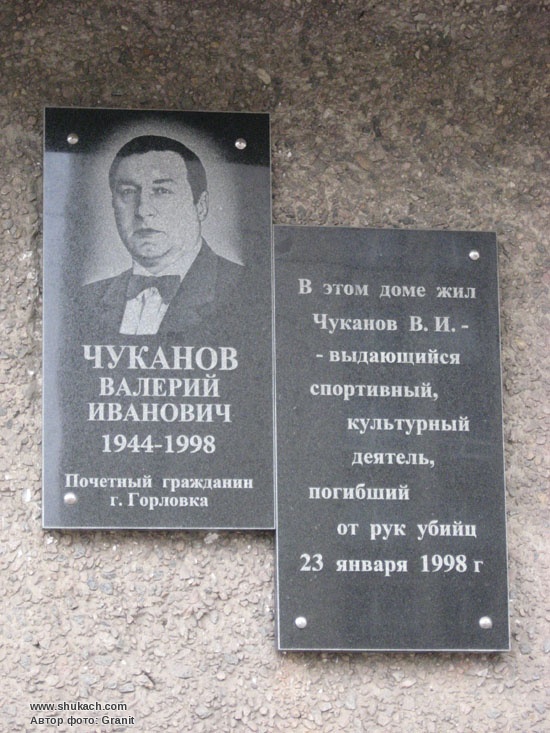 ЧУКАНОВ
ВАЛЕРИЙ
ИВАНОВИЧ
1944-1998
Почетный гражданин
г. Горловка
В этом доме жил
Чуканов В. И. -
- выдающийся
спортивный,
культурный
деятель,
погибший
от рук убийц
23 января 1998 г
www.shukach.com
Автор фото: Granit